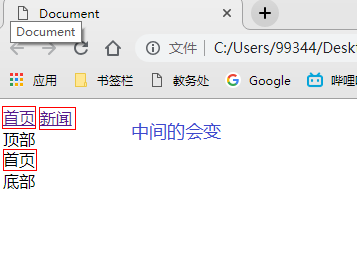 Document
Document
文件 C:/Users/99344/Deskt
应用 书签栏 教务处 Google 哔哩哔
首页 新闻
中间的会变
顶部
首页
底部